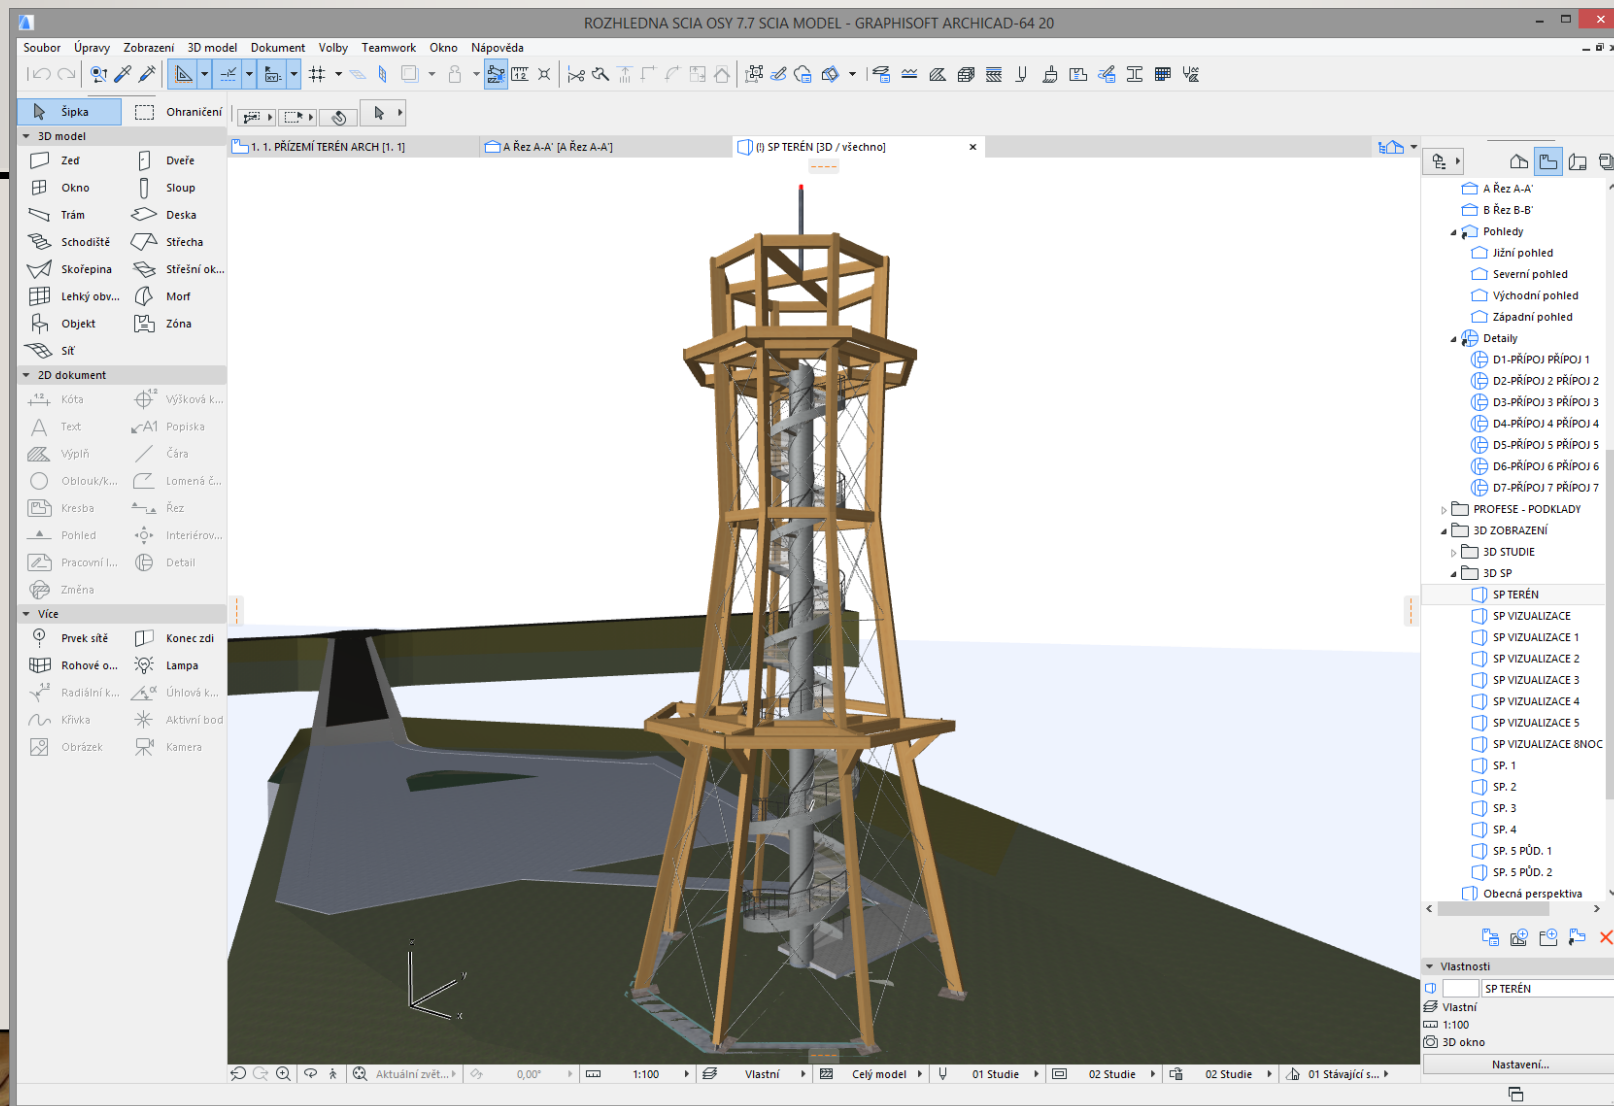 ROZHLEDNA SCIA OSY 7.7 SCIA MODEL - GRAPHISOFT ARCHICAD-64 20
Soubor Úpravy Zobrazení 3D model Dokument Volby Teamwork Okno Nápověda
Šipka Ohraničení
1. 1. PŘÍZEMÍ TERÉN ARCH [1. 1] A Řez A-A' [A Řez A-A'] (!) SP TERÉN [3D / všechno]
3D model
Zeď Dveře
Okno Sloup
Trám Deska
Schodiště Střecha
Skořepina Střešní ok...
Lehký obv... Morf
Objekt Zóna
Síť
2D dokument
Kóta Výšková k...
Text A1 Popiska
Výplň Čára
Oblouk/k... Lomená č...
Kresba Řez
Pohled Interiérov...
Pracovní l... Detail
Změna
Více
Prvek sítě Konec zdi
Rohové o... Lampa
Radiální k... Úhlová k...
Křivka Aktivní bod
Obrázek Kamera
z
y
x
A Řez A-A'
B Řez B-B'
Pohledy
Jižní pohled
Severní pohled
Východní pohled
Západní pohled
Detaily
D1-PŘÍPOJ PŘÍPOJ 1
D2-PŘÍPOJ 2 PŘÍPOJ 2
D3-PŘÍPOJ 3 PŘÍPOJ 3
D4-PŘÍPOJ 4 PŘÍPOJ 4
D5-PŘÍPOJ 5 PŘÍPOJ 5
D6-PŘÍPOJ 6 PŘÍPOJ 6
D7-PŘÍPOJ 7 PŘÍPOJ 7
PROFESE - PODKLADY
3D ZOBRAZENÍ
3D STUDIE
3D SP
SP TERÉN
SP VIZUALIZACE
SP VIZUALIZACE 1
SP VIZUALIZACE 2
SP VIZUALIZACE 3
SP VIZUALIZACE 4
SP VIZUALIZACE 5
SP VIZUALIZACE 8NOC
SP. 1
SP. 2
SP. 3
SP. 4
SP. 5 PŮD. 1
SP. 5 PŮD. 2
Obecná perspektiva
Vlastnosti
SP TERÉN
Vlastní
1:100
3D okno
Nastavení...
Aktuální zvět... 0,00° 1:100 Vlastní Celý model 01 Studie 02 Studie 02 Studie 01 Stávající s...